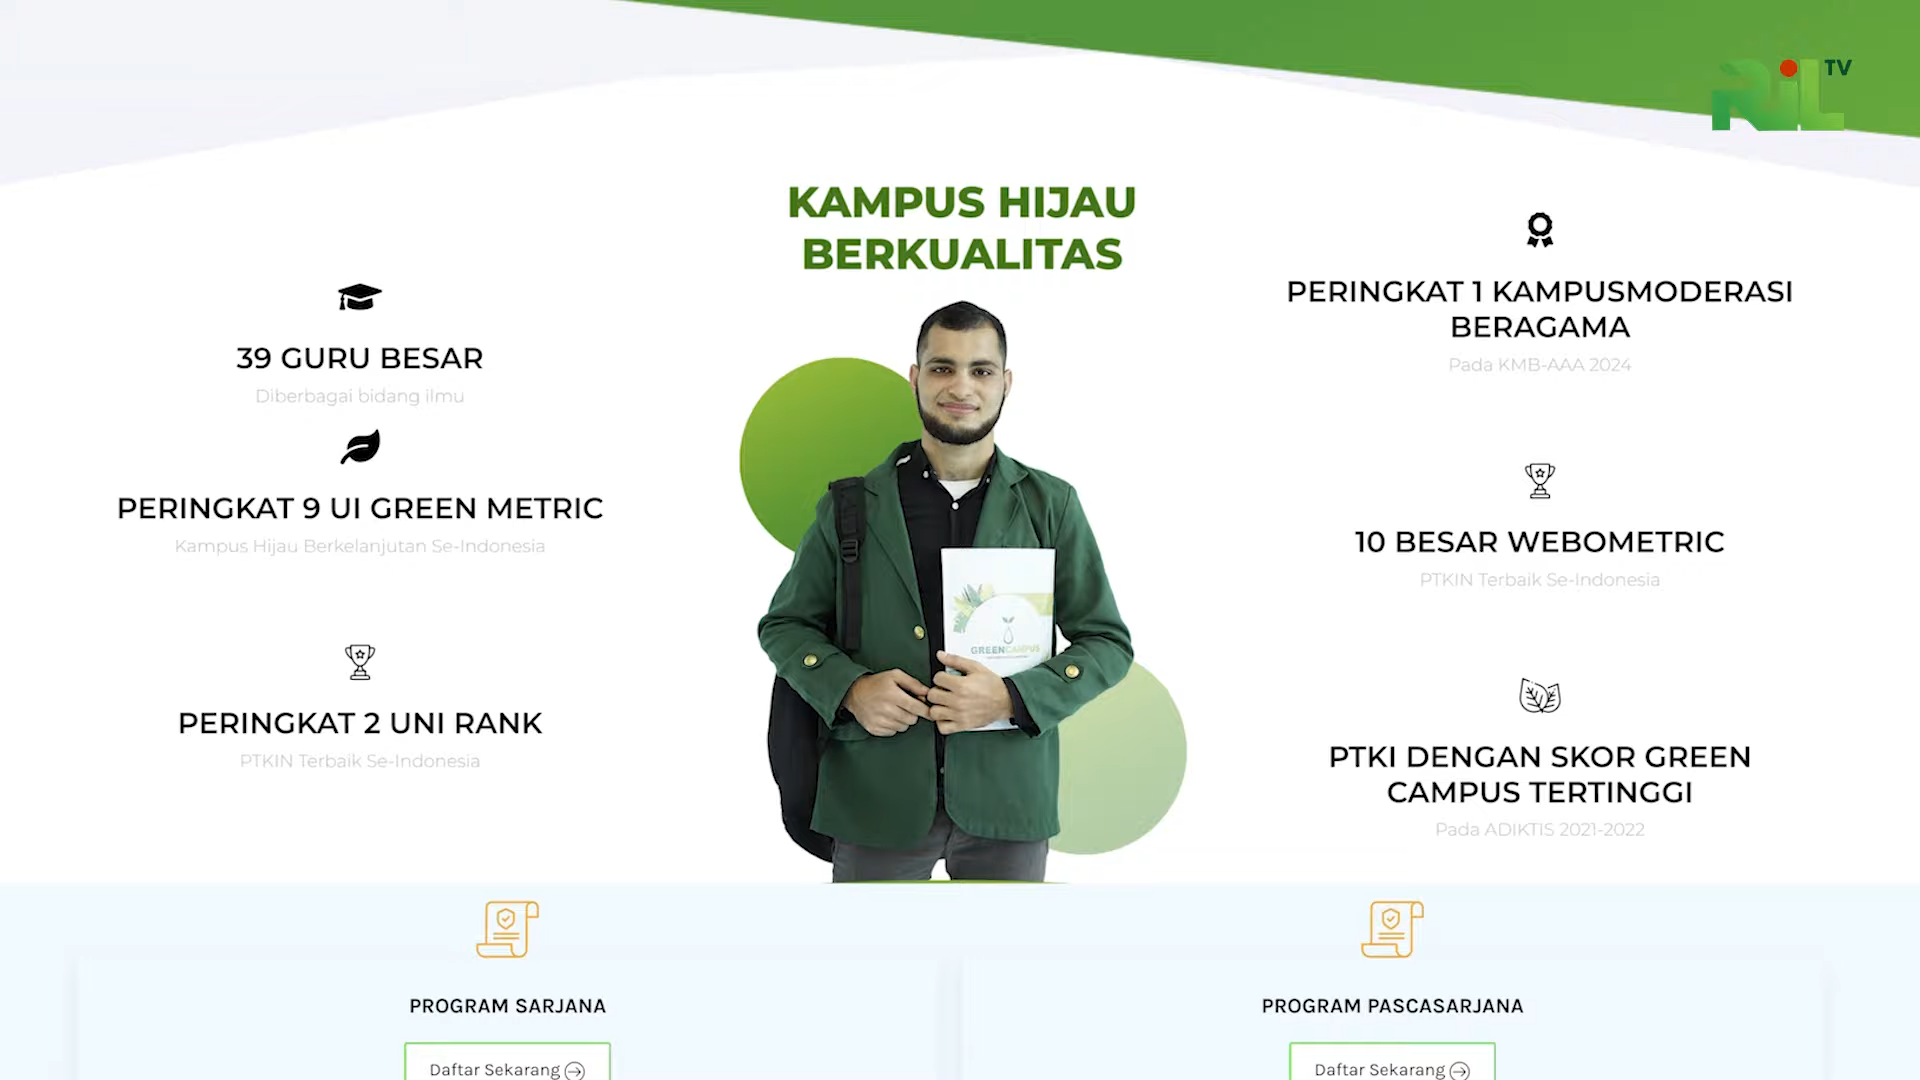 RiL TV
KAMPUS HIJAU
BERKUALITAS
39 GURU BESAR
Diberbagai bidang ilmu
PERINGKAT 9 UI GREEN METRIC
Kampus Hijau Berkelanjutan Se-Indonesia
PERINGKAT 2 UNI RANK
PTKIN Terbaik Se-Indonesia
GREENCAMPUS
PERINGKAT 1 KAMPUSMODERASI
BERAGAMA
Pada KMB-AAA 2024
10 BESAR WEBOMETRIC
PTKIN Terbaik Se-Indonesia
PTKI DENGAN SKOR GREEN
CAMPUS TERTINGGI
Pada ADIKTIS 2021-2022
PROGRAM SARJANA
Daftar Sekarang
PROGRAM PASCASARJANA
Daftar Sekarang